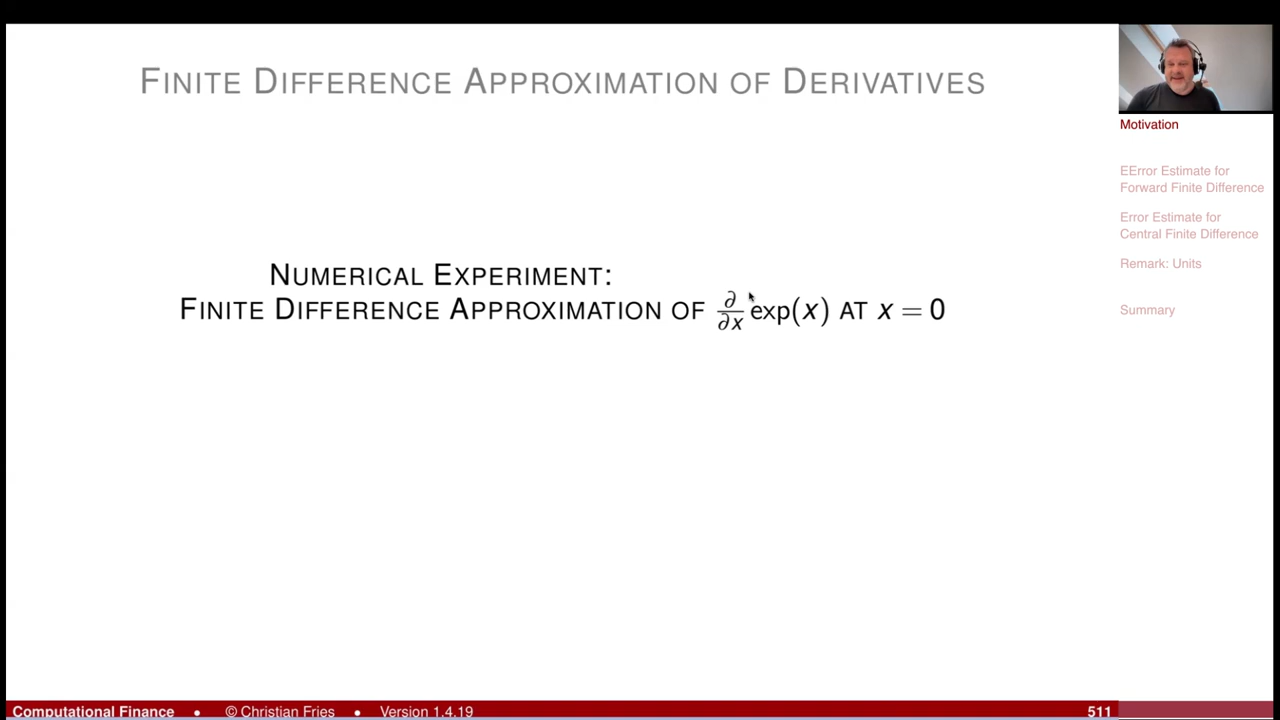 FINITE DIFFERENCE APPROXIMATION OF DERIVATIVES
NUMERICAL EXPERIMENT:
FINITE DIFFERENCE APPROXIMATION OF ∂/∂x exp(x) AT x = 0
Motivation
EError Estimate for
Forward Finite Difference
Error Estimate for
Central Finite Difference
Remark: Units
Summary
Computational Finance • © Christian Fries • Version 1.4.19 511